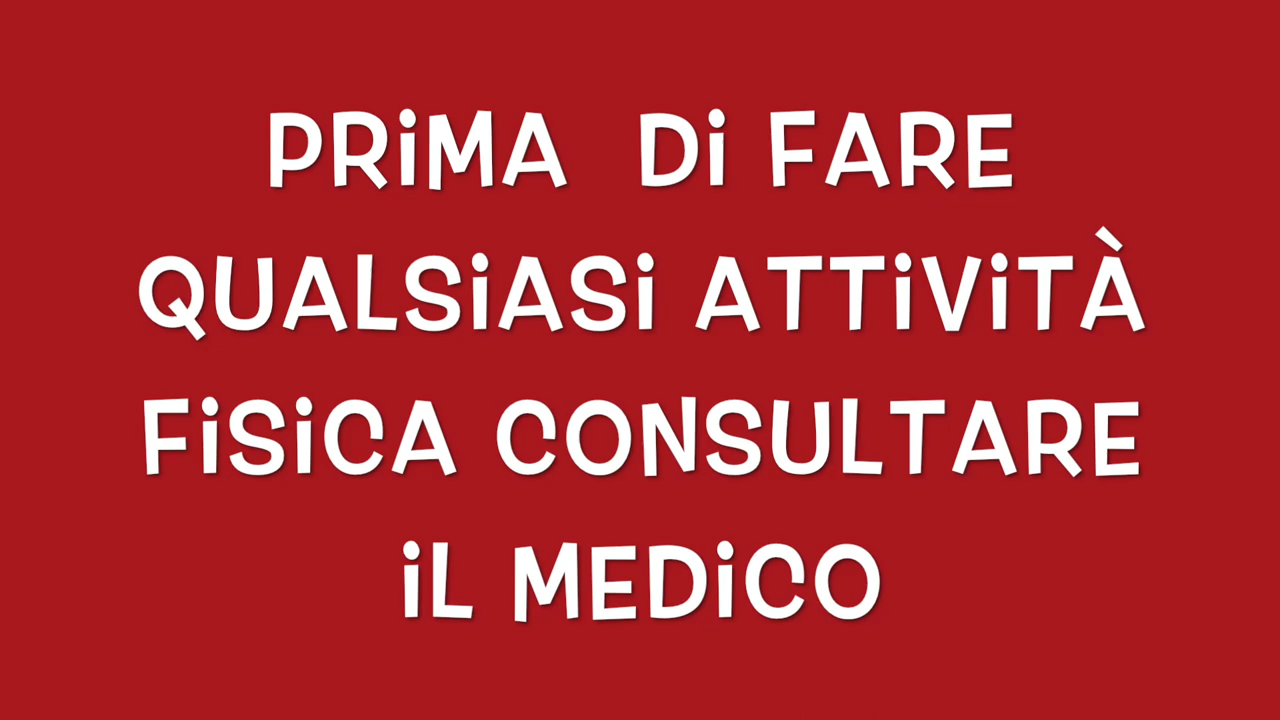 PRiMA Di FARE
QUALSiASi ATTiViTÀ
FiSiCA CONSULTARE
iL MEDiCO